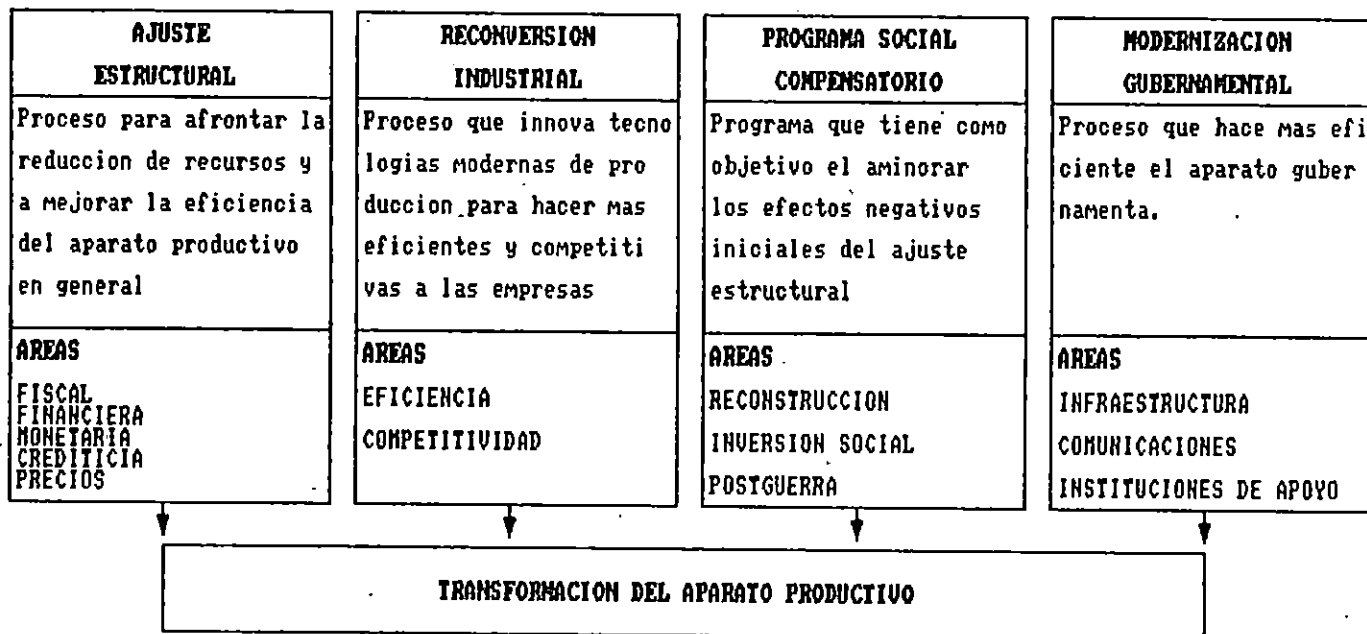 AJUSTE
ESTRUCTURAL
Proceso para afrontar la
reduccion de recursos y
a mejorar la eficiencia
del aparato productivo
en general
AREAS
FISCAL
FINANCIERA
MONETARIA
CREDITICIA
PRECIOS
RECONVERSION
INDUSTRIAL
Proceso que innova tecno
logias modernas de pro
duccion para hacer mas
eficientes y competiti
vas a las empresas
AREAS
EFICIENCIA
COMPETITIVIDAD
PROGRAMA SOCIAL
COMPENSATORIO
Programa que tiene como
objetivo el aminorar
los efectos negativos
iniciales del ajuste
estructural
AREAS
RECONSTRUCCION
INVERSION SOCIAL
POSTGUERRA
MODERNIZACION
GUBERNAMENTAL
Proceso que hace mas efi
ciente el aparato guber
namenta.
AREAS
INFRAESTRUCTURA
COMUNICACIONES
INSTITUCIONES DE APOYO
TRANSFORMACION DEL APARATO PRODUCTIVO